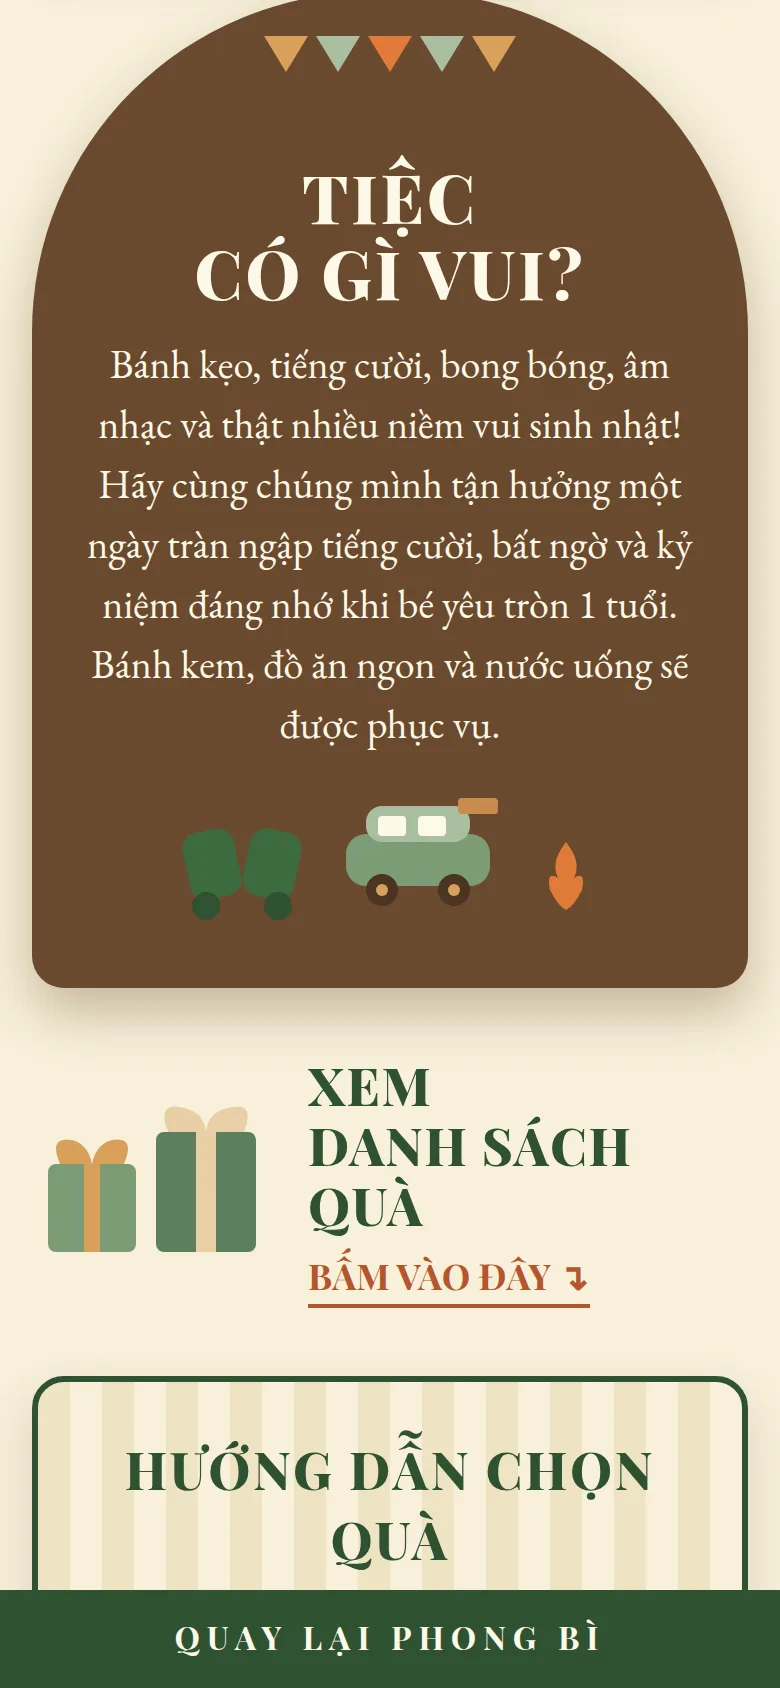 TIỆC
CÓ GÌ VUI?
Bánh kẹo, tiếng cười, bong bóng, âm
nhạc và thật nhiều niềm vui sinh nhật!
Hãy cùng chúng mình tận hưởng một
ngày tràn ngập tiếng cười, bất ngờ và kỷ
niệm đáng nhớ khi bé yêu tròn 1 tuổi.
Bánh kem, đồ ăn ngon và nước uống sẽ
được phục vụ.
XEM
DANH SÁCH
QUÀ
BẤM VÀO ĐÂY ↴
HƯỚNG DẪN CHỌN
QUÀ
QUAY LẠI PHONG BÌ